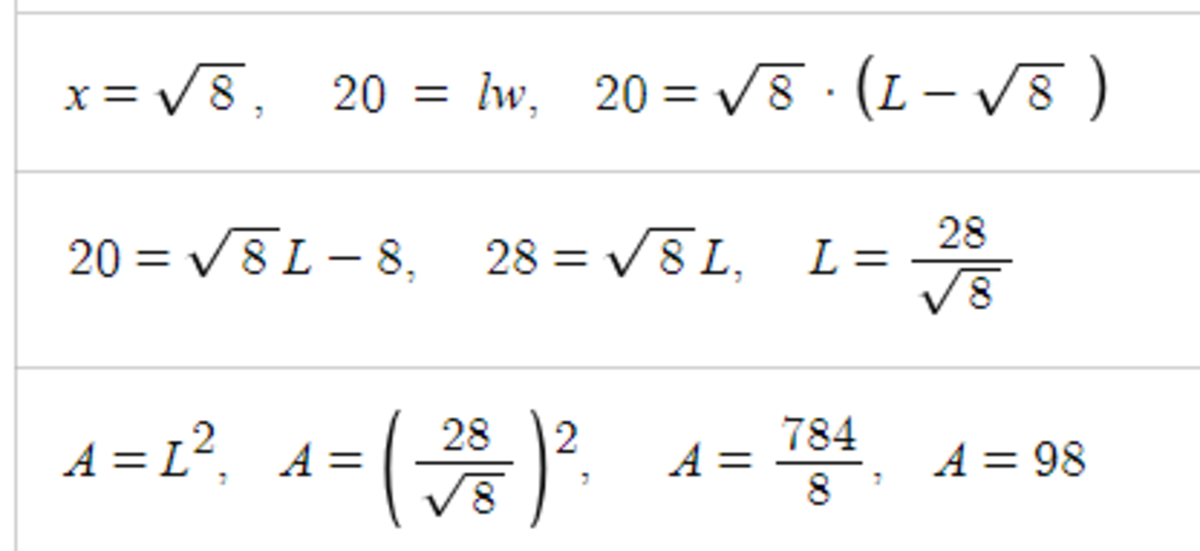 x = √8, 20 = lw, 20 = √8 · (L − √8)
20 = √8 L − 8, 28 = √8 L, L = 28/√8
A = L², A = (28/√8)², A = 784/8, A = 98